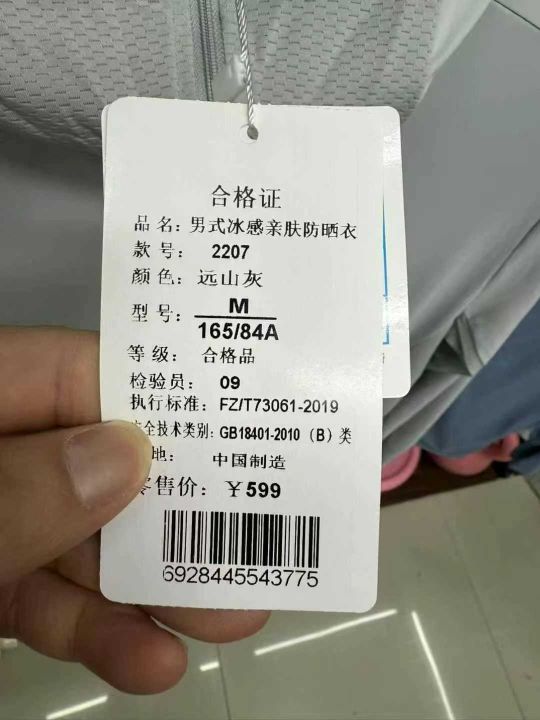 合格证
品名：男式冰感亲肤防晒衣
款号： 2207
颜色：远山灰
型号： M
165/84A
等级： 合格品
检验员： 09
执行标准：FZ/T73061-2019
全技术类别：GB18401-2010（B）类
地： 中国制造
零售价：￥599
6928445543775